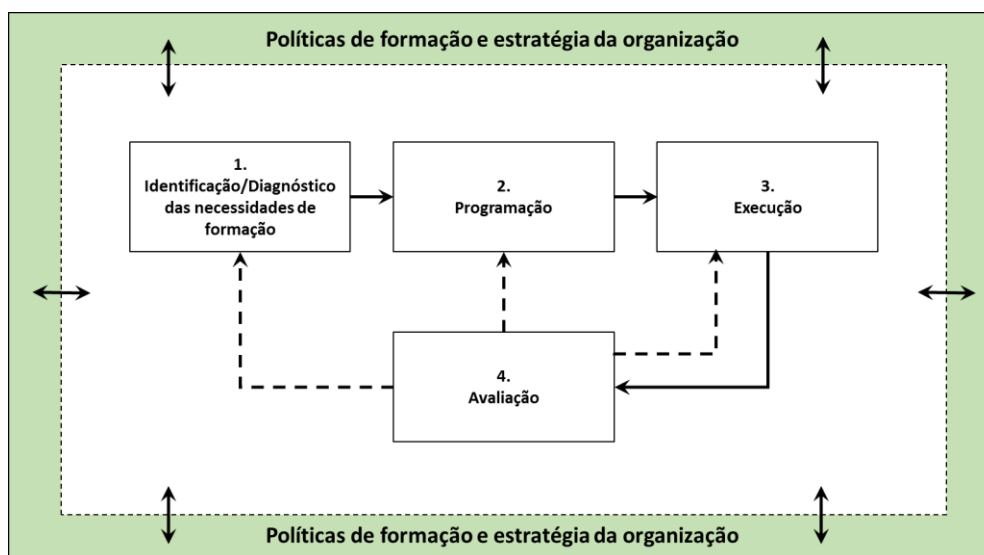 Políticas de formação e estratégia da organização
1.
Identificação/Diagnóstico
das necessidades de
formação
2.
Programação
3.
Execução
4.
Avaliação
Políticas de formação e estratégia da organização